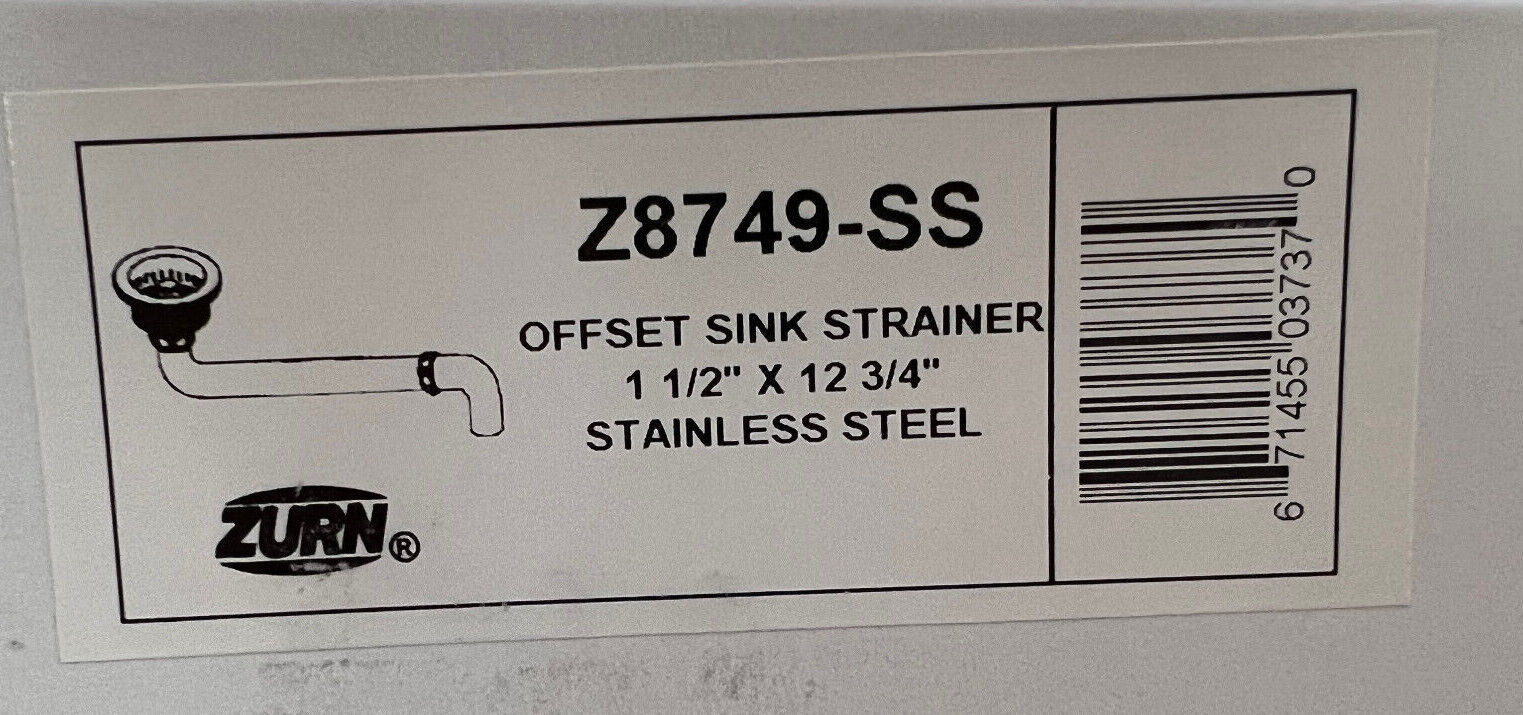 Z8749-SS
OFFSET SINK STRAINER
1 1/2" X 12 3/4"
STAINLESS STEEL
ZURN®
6 71455 03737 0